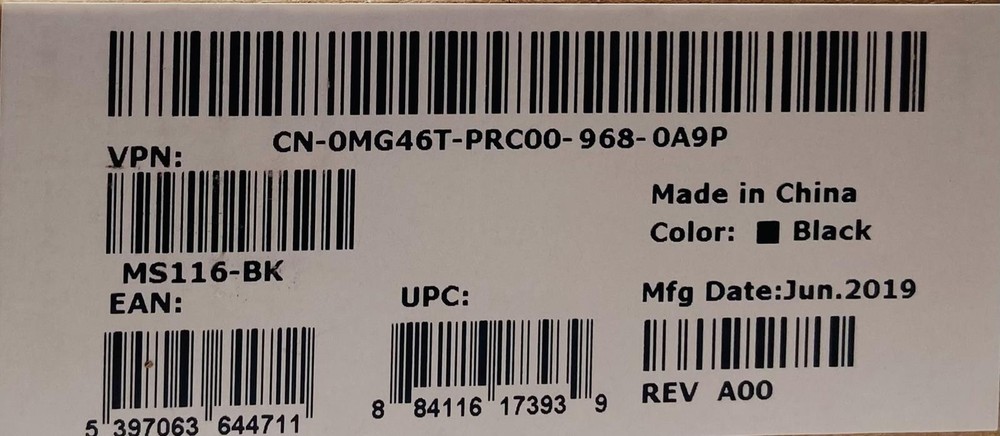 CN-0MG46T-PRC00-968-0A9P
VPN:
Made in China
MS116-BK
Color: Black
EAN:
UPC:
Mfg Date:Jun.2019
5 397063 644711
8 84116 17393 9
REV A00